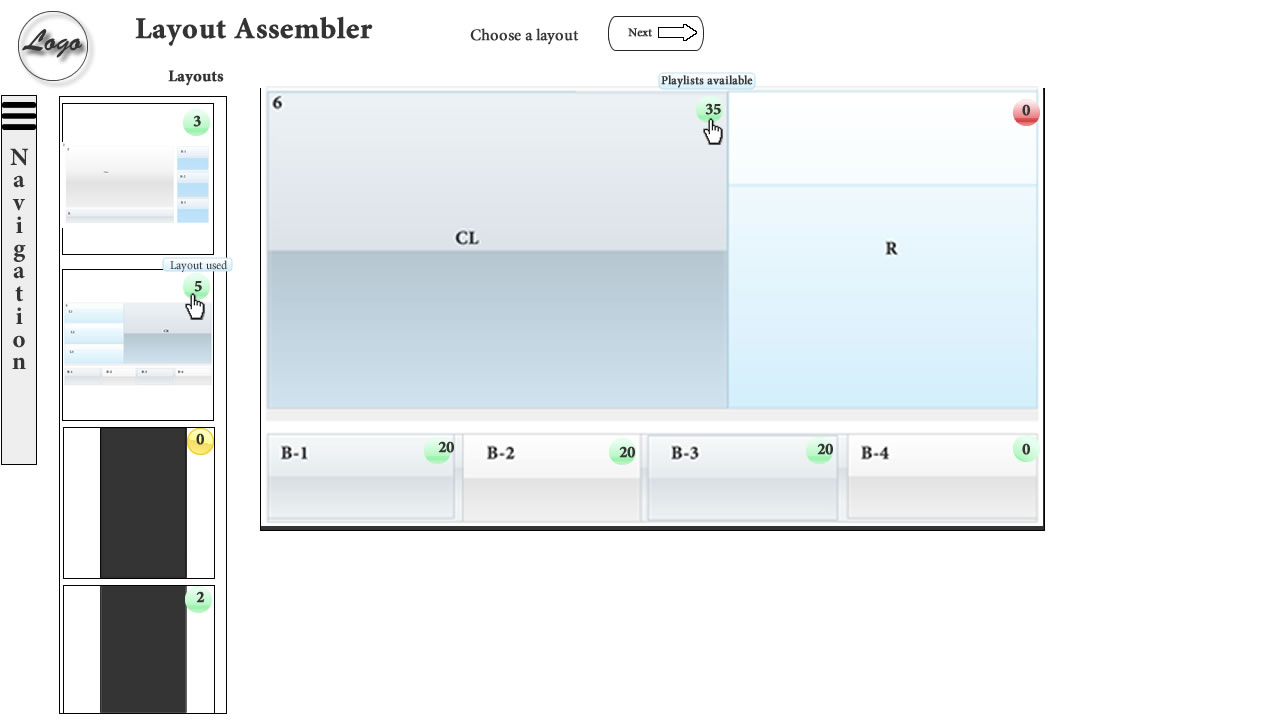 Logo
Layout Assembler
Choose a layout
Next
Layouts
Playlists available
Navigation
3
Layout used
5
CL
0
2
6
35
0
CL
R
B-1
20
B-2
20
B-3
20
B-4
0